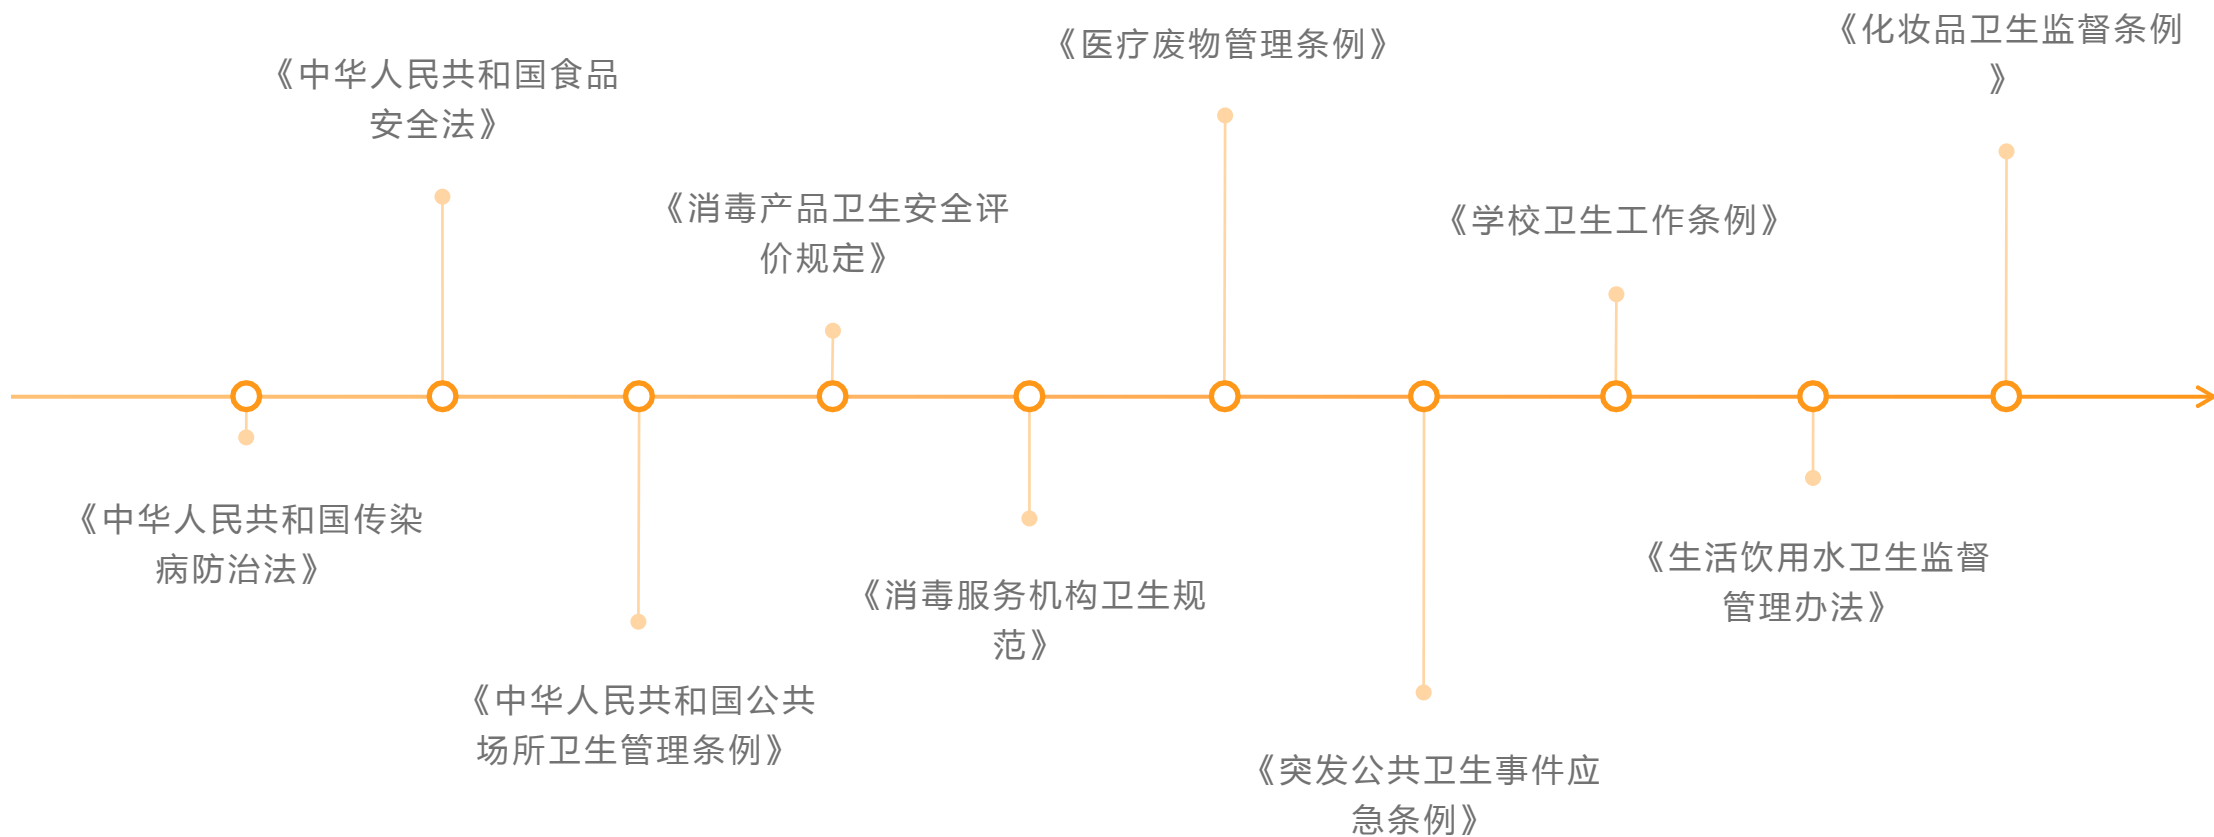 《中华人民共和国传染
病防治法》
《中华人民共和国食品
安全法》
《中华人民共和国公共
场所卫生管理条例》
《消毒产品卫生安全评
价规定》
《消毒服务机构卫生规
范》
《医疗废物管理条例》
《突发公共卫生事件应
急条例》
《学校卫生工作条例》
《生活饮用水卫生监督
管理办法》
《化妆品卫生监督条例
》